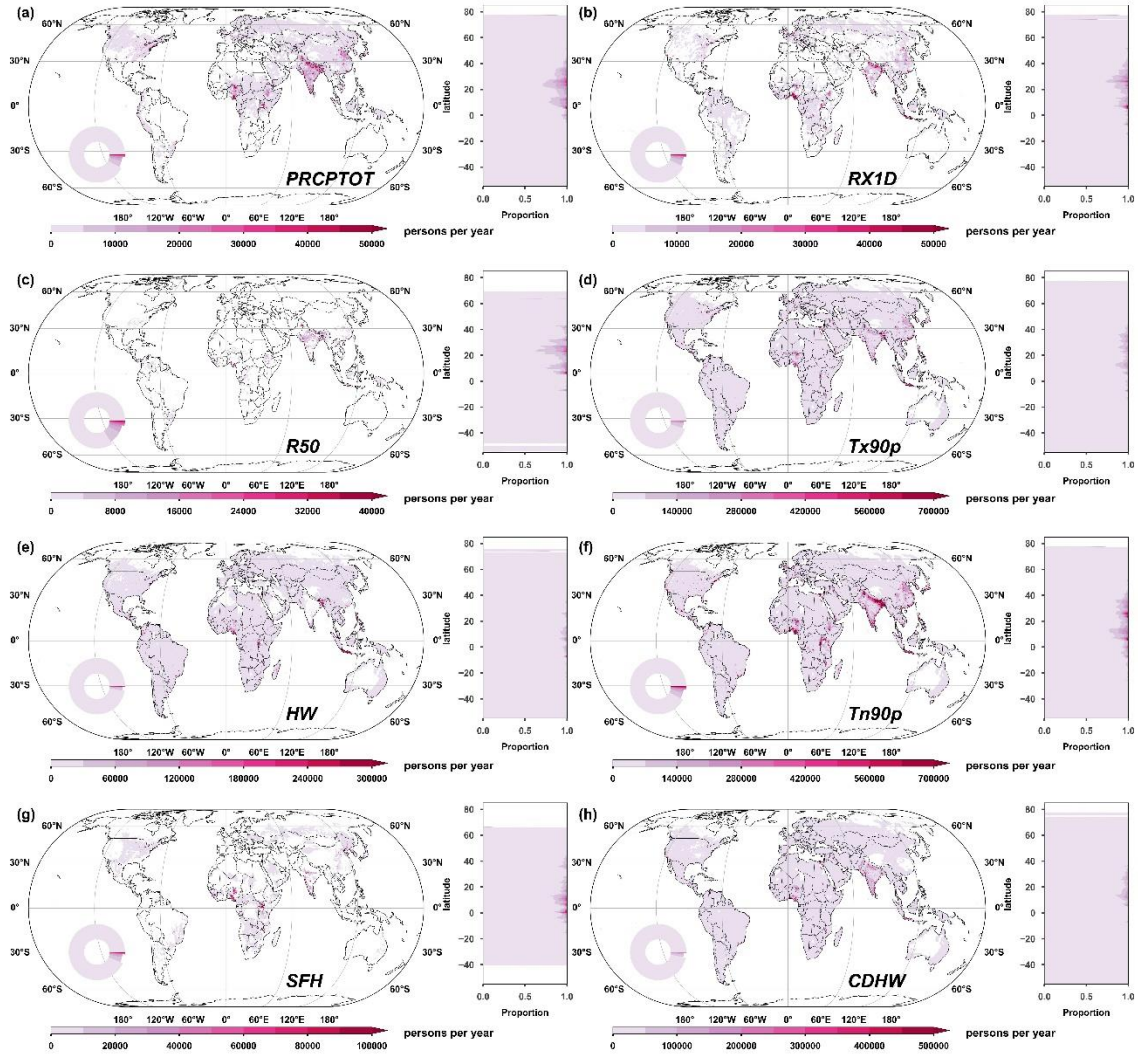 (a)
60°N
30°N
0°
30°S
60°S
180° 120°W 60°W 0° 60°E 120°E 180°
PRCPTOT
0 10000 20000 30000 40000 50000
persons per year
80
60
40
20
0
−20
−40
latitude
0.0 0.5 1.0
Proportion
(b)
60°N
30°N
0°
30°S
60°S
180° 120°W 60°W 0° 60°E 120°E 180°
RX1D
0 10000 20000 30000 40000 50000
persons per year
80
60
40
20
0
−20
−40
latitude
0.0 0.5 1.0
Proportion
(c)
60°N
30°N
0°
30°S
60°S
180° 120°W 60°W 0° 60°E 120°E 180°
R50
0 8000 16000 24000 32000 40000
persons per year
80
60
40
20
0
−20
−40
latitude
0.0 0.5 1.0
Proportion
(d)
60°N
30°N
0°
30°S
60°S
180° 120°W 60°W 0° 60°E 120°E 180°
Tx90p
0 140000 280000 420000 560000 700000
persons per year
80
60
40
20
0
−20
−40
latitude
0.0 0.5 1.0
Proportion
(e)
60°N
30°N
0°
30°S
60°S
180° 120°W 60°W 0° 60°E 120°E 180°
HW
0 60000 120000 180000 240000 300000
persons per year
80
60
40
20
0
−20
−40
latitude
0.0 0.5 1.0
Proportion
(f)
60°N
30°N
0°
30°S
60°S
180° 120°W 60°W 0° 60°E 120°E 180°
Tn90p
0 140000 280000 420000 560000 700000
persons per year
80
60
40
20
0
−20
−40
latitude
0.0 0.5 1.0
Proportion
(g)
60°N
30°N
0°
30°S
60°S
180° 120°W 60°W 0° 60°E 120°E 180°
SFH
0 20000 40000 60000 80000 100000
persons per year
80
60
40
20
0
−20
−40
latitude
0.0 0.5 1.0
Proportion
(h)
60°N
30°N
0°
30°S
60°S
180° 120°W 60°W 0° 60°E 120°E 180°
CDHW
0 100000 200000 300000 400000 500000
persons per year
80
60
40
20
0
−20
−40
latitude
0.0 0.5 1.0
Proportion